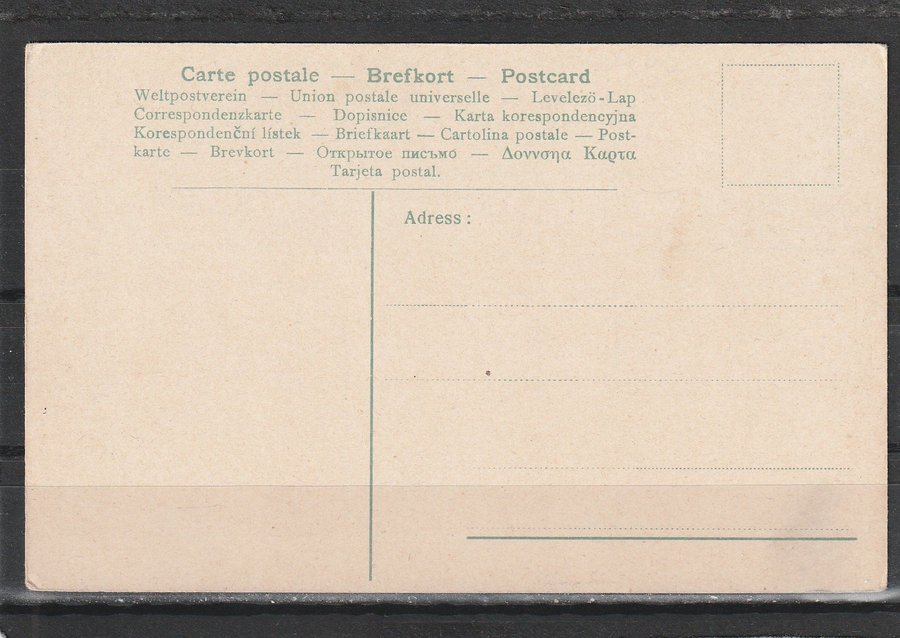 Carte postale — Brefkort — Postcard
Weltpostverein — Union postale universelle — Levelezö-Lap
Correspondenzkarte — Dopisnice — Karta korespondencyjna
Korespondenční lístek — Briefkaart — Cartolina postale — Post-
karte — Brevkort — Открытое письмо — Λοννσηα Καρτα
Tarjeta postal.
Adress: